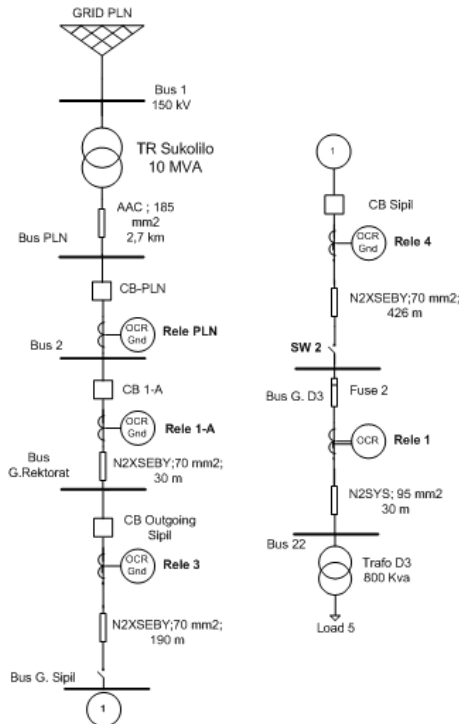 GRID PLN
Bus 1
150 kV
TR Sukolilo
10 MVA
AAC ; 185
mm2
2,7 km
Bus PLN
CB-PLN
OCR
Gnd
Rele PLN
Bus 2
CB 1-A
OCR
Gnd
Rele 1-A
Bus
G.Rektorat
N2XSEBY;70 mm2;
30 m
CB Outgoing
Sipil
OCR
Gnd
Rele 3
N2XSEBY;70 mm2;
190 m
Bus G. Sipil
1
1
CB Sipil
OCR
Gnd
Rele 4
N2XSEBY;70 mm2;
426 m
SW 2
Bus G. D3
Fuse 2
OCR
Rele 1
N2SYS; 95 mm2
30 m
Bus 22
Trafo D3
800 Kva
Load 5